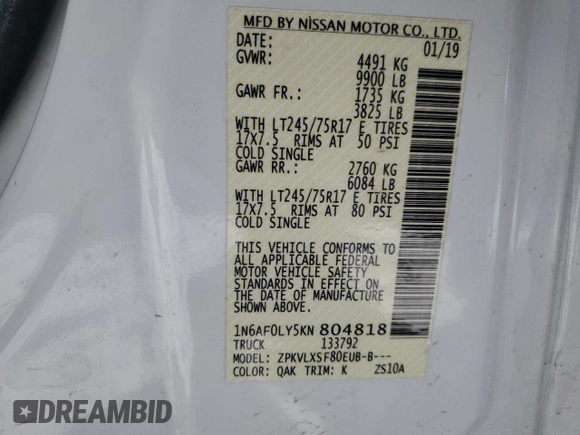 MFD BY NISSAN MOTOR CO., LTD.
DATE: 01/19
GVWR: 4491 KG
9900 LB
GAWR FR.: 1735 KG
3825 LB
WITH LT245/75R17 E TIRES
17X7.5 RIMS AT 50 PSI
COLD SINGLE
GAWR RR.: 2760 KG
6084 LB
WITH LT245/75R17 E TIRES
17X7.5 RIMS AT 80 PSI
COLD SINGLE
THIS VEHICLE CONFORMS TO
ALL APPLICABLE FEDERAL
MOTOR VEHICLE SAFETY
STANDARDS IN EFFECT ON
THE DATE OF MANUFACTURE
SHOWN ABOVE.
1N6AF0LY5KN804818
TRUCK 133792
MODEL: ZPKVLXSF80EUB-B---
COLOR: QAK TRIM: K ZS10A
DREAMBID